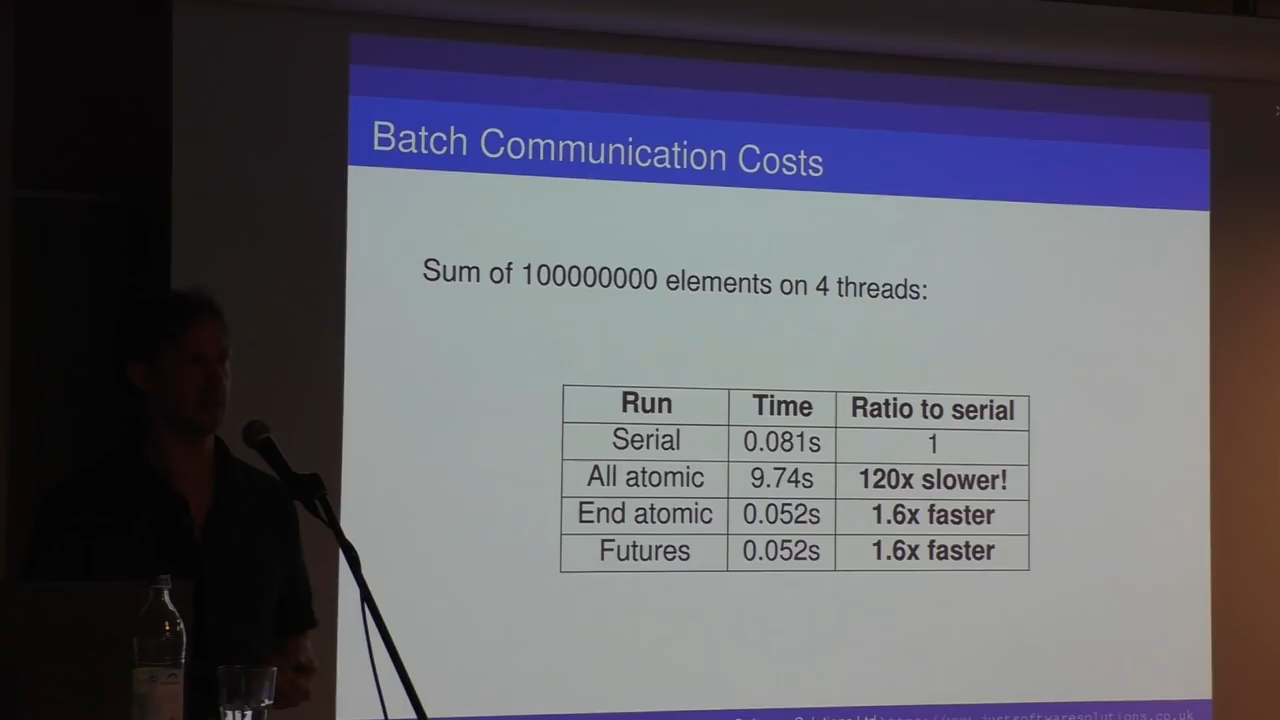 Batch Communication Costs
Sum of 100000000 elements on 4 threads:
Run Time Ratio to serial
Serial 0.081s 1
All atomic 9.74s 120x slower!
End atomic 0.052s 1.6x faster
Futures 0.052s 1.6x faster